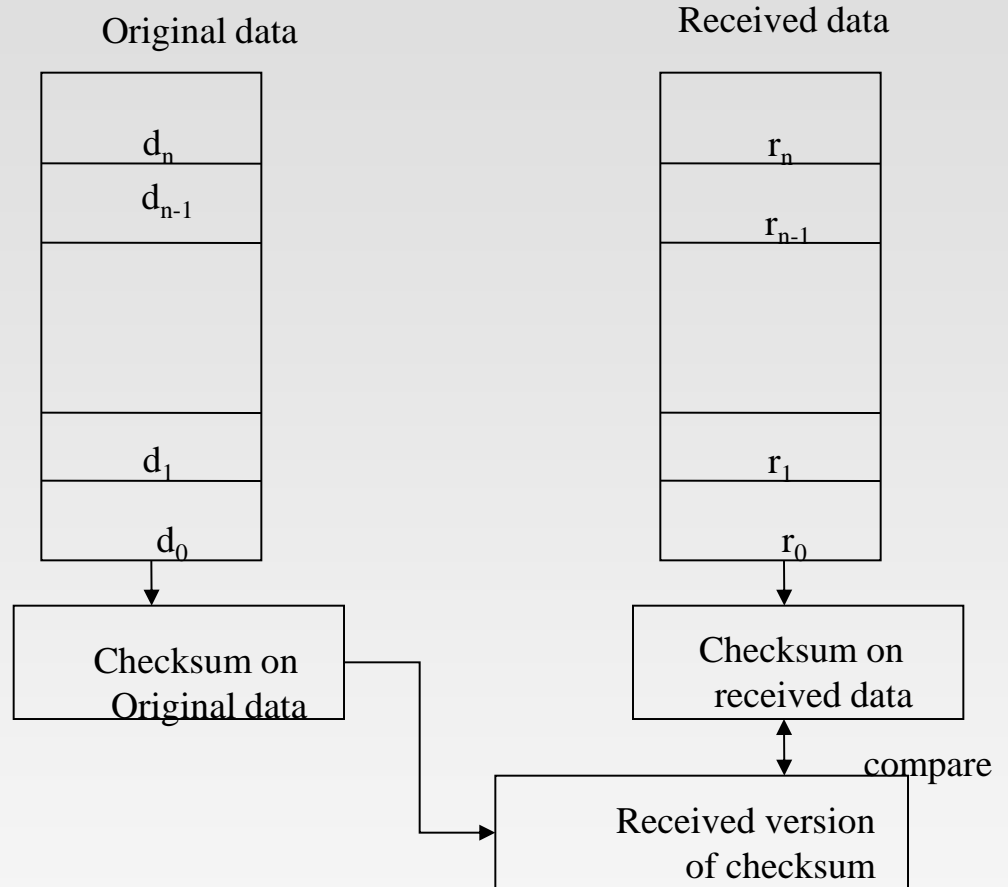 Original data
Received data
dₙ
dₙ₋₁
d₁
d₀
rₙ
rₙ₋₁
r₁
r₀
Checksum on
Original data
Checksum on
received data
compare
Received version
of checksum